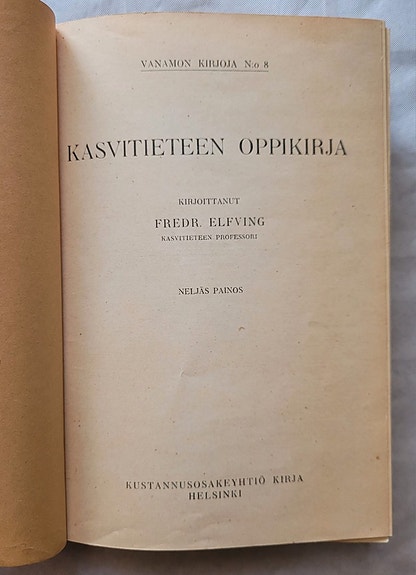 VANAMON KIRJOJA N:o 8
KASVITIETEEN OPPIKIRJA
KIRJOITTANUT
FREDR. ELFVING
KASVITIETEEN PROFESSORI
NELJÄS PAINOS
KUSTANNUSOSAKEYHTIÖ KIRJA
HELSINKI